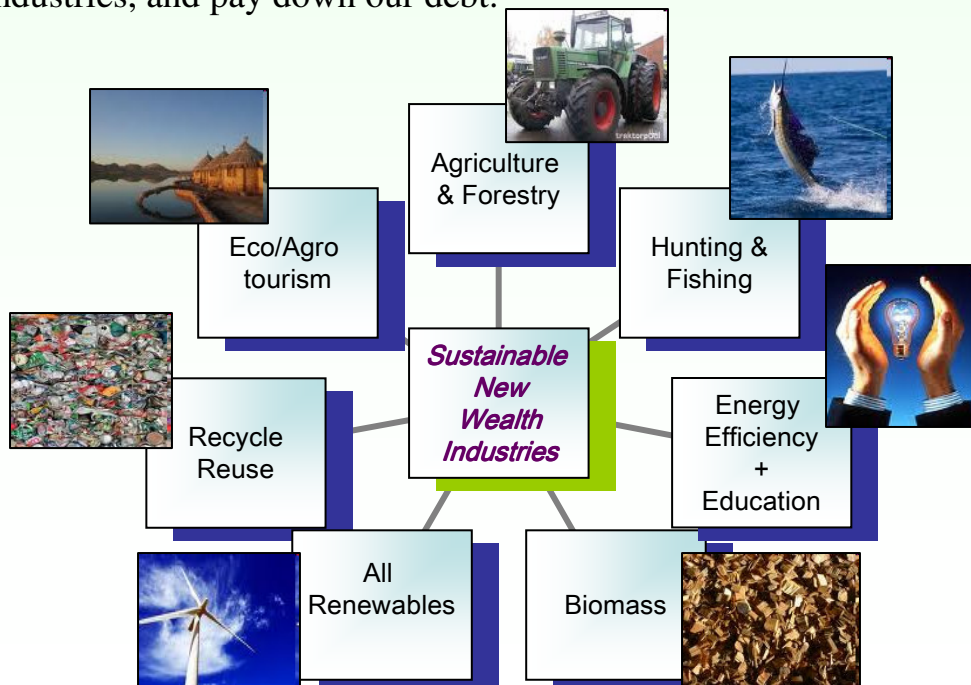 ndustries, and pay down our debt.
Agriculture
& Forestry
Hunting &
Fishing
Energy
Efficiency
+
Education
Biomass
All
Renewables
Recycle
Reuse
Eco/Agro
tourism
Sustainable
New
Wealth
Industries